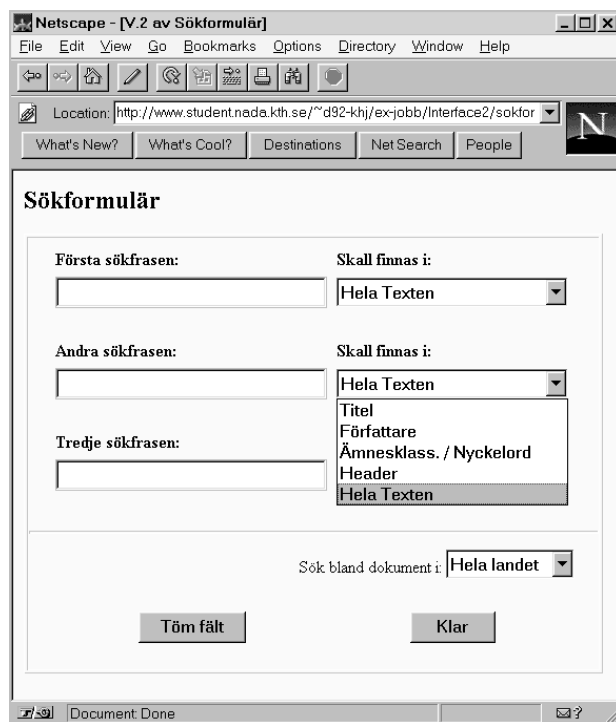 Netscape - [V.2 av Sökformulär]
File Edit View Go Bookmarks Options Directory Window Help
Location: http://www.student.nada.kth.se/~d92-khj/ex-jobb/Interface2/sokfor
N
What's New? What's Cool? Destinations Net Search People
Sökformulär
Första sökfrasen: Skall finnas i:
Hela Texten
Andra sökfrasen: Skall finnas i:
Hela Texten
Titel
Författare
Tredje sökfrasen: Ämnesklass. / Nyckelord
Header
Hela Texten
Sök bland dokument i: Hela landet
Töm fält Klar
Document: Done ?